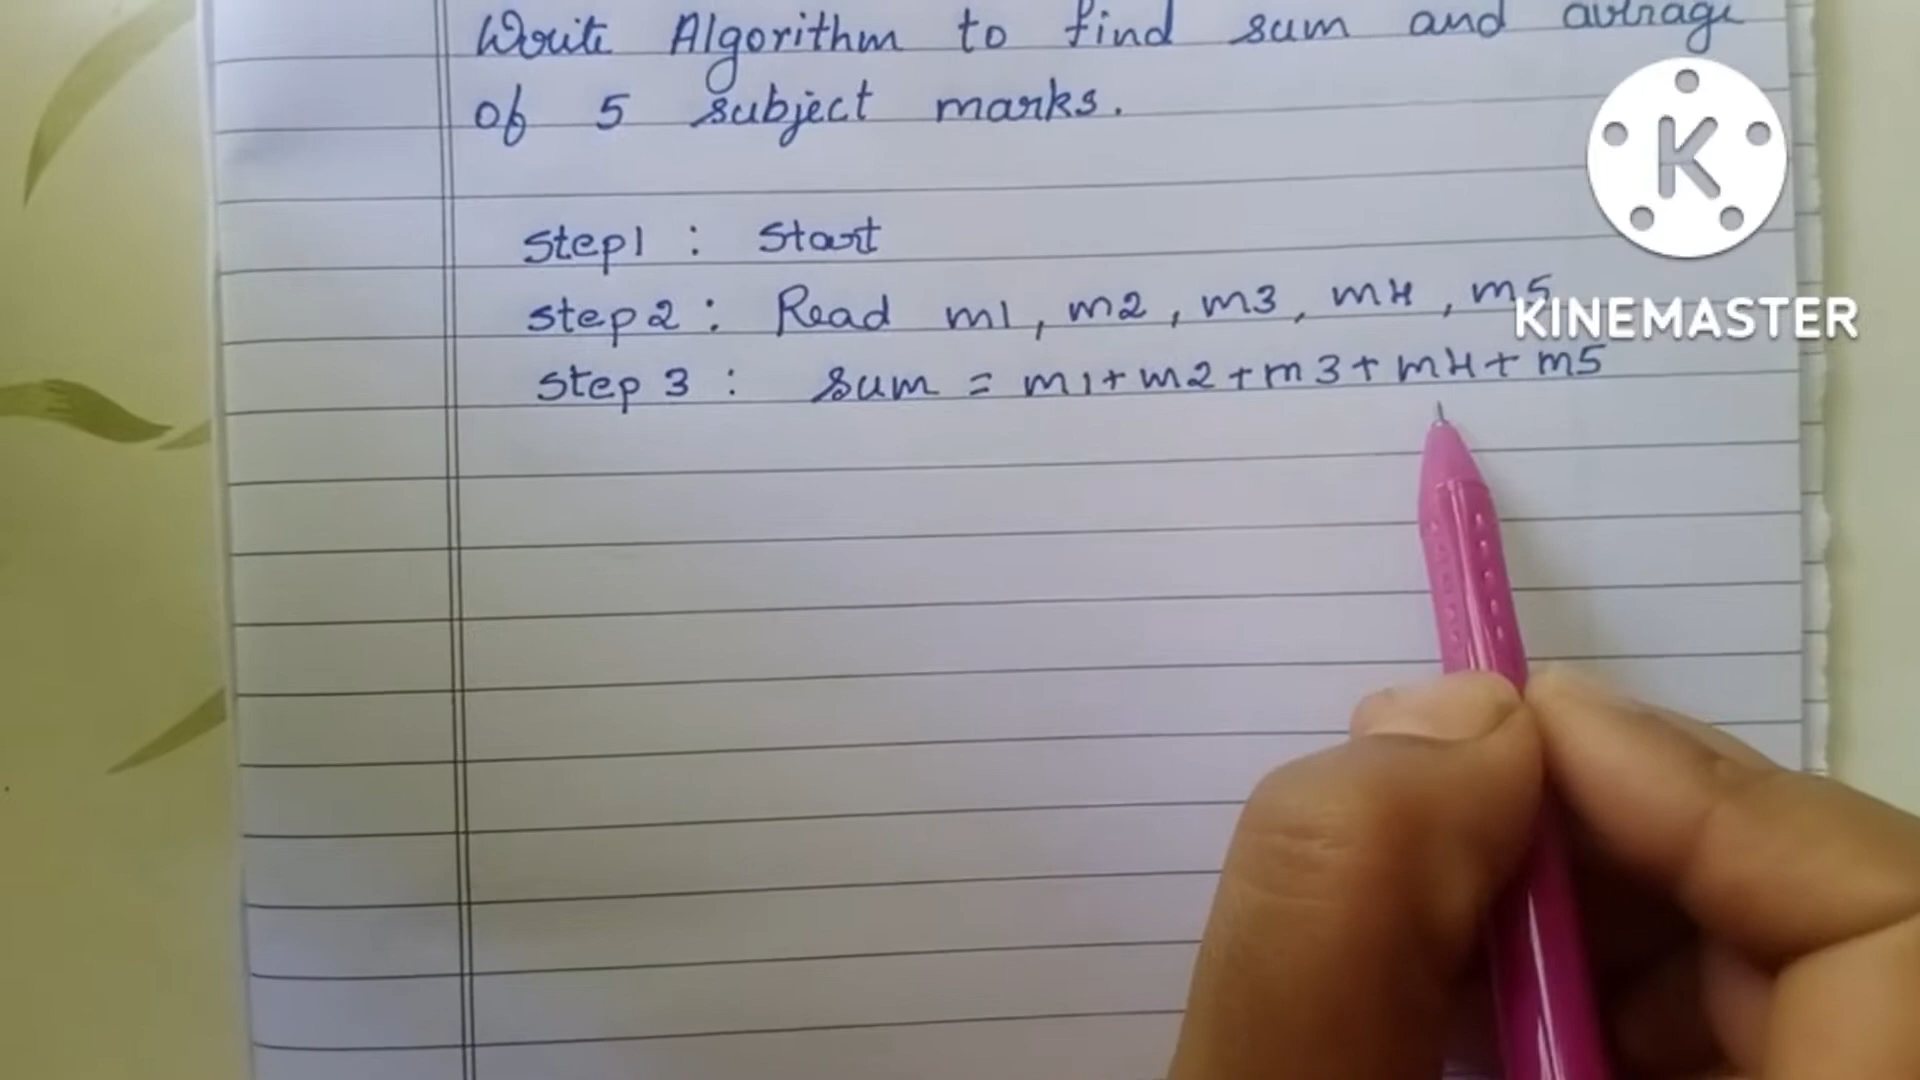 Write Algorithm to find sum and average
of 5 subject marks.
Step1 : Start
Step2 : Read m1, m2, m3, m4, m5
Step 3 : sum = m1+m2+m3+m4+m5
K
KINEMASTER